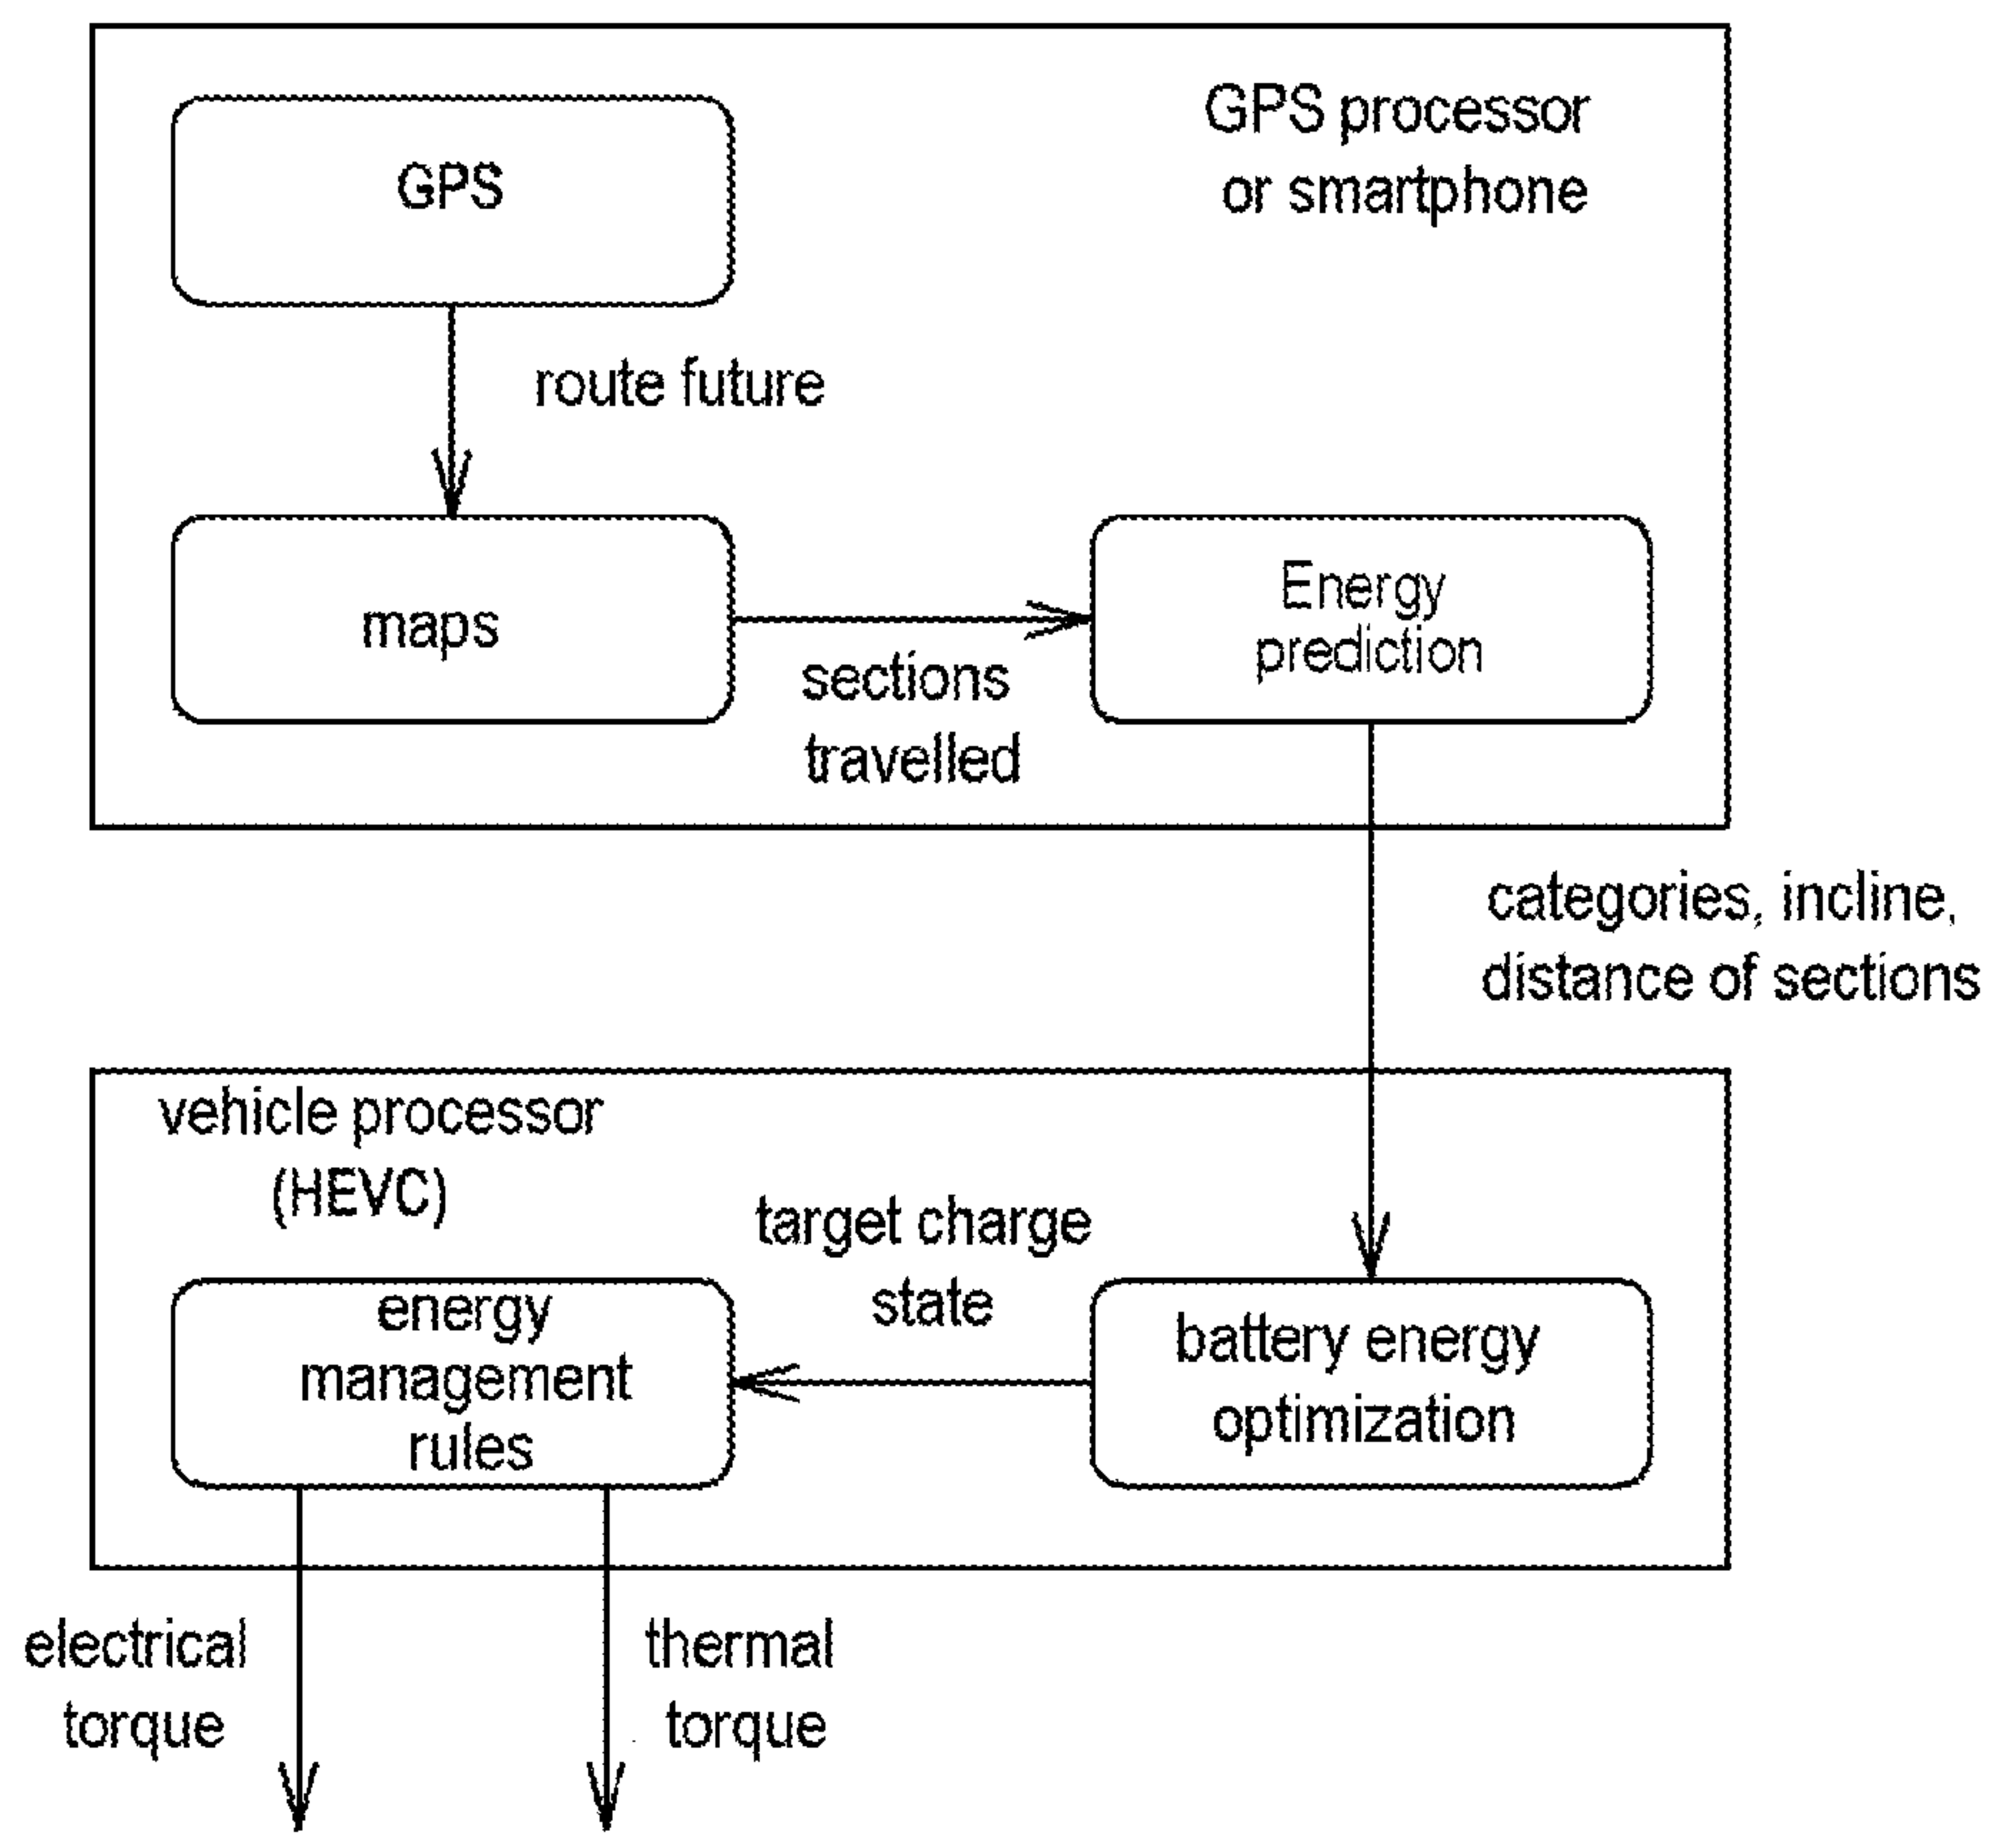 GPS processor
or smartphone
GPS
route future
maps
Energy
prediction
sections
travelled
categories, incline,
distance of sections
vehicle processor
(HEVC)
target charge
state
energy
management
rules
battery energy
optimization
electrical
torque
thermal
torque